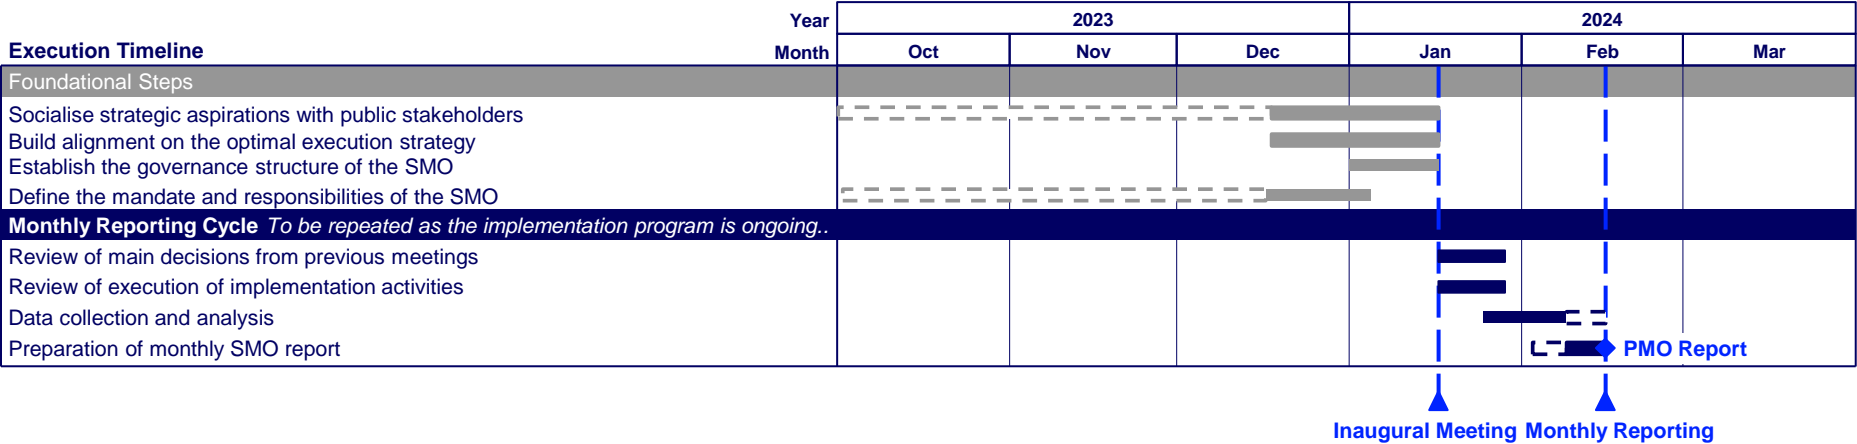 Year 2023 2024
Execution Timeline Month Oct Nov Dec Jan Feb Mar
Foundational Steps
Socialise strategic aspirations with public stakeholders
Build alignment on the optimal execution strategy
Establish the governance structure of the SMO
Define the mandate and responsibilities of the SMO
Monthly Reporting Cycle To be repeated as the implementation program is ongoing..
Review of main decisions from previous meetings
Review of execution of implementation activities
Data collection and analysis
Preparation of monthly SMO report PMO Report
Inaugural Meeting Monthly Reporting